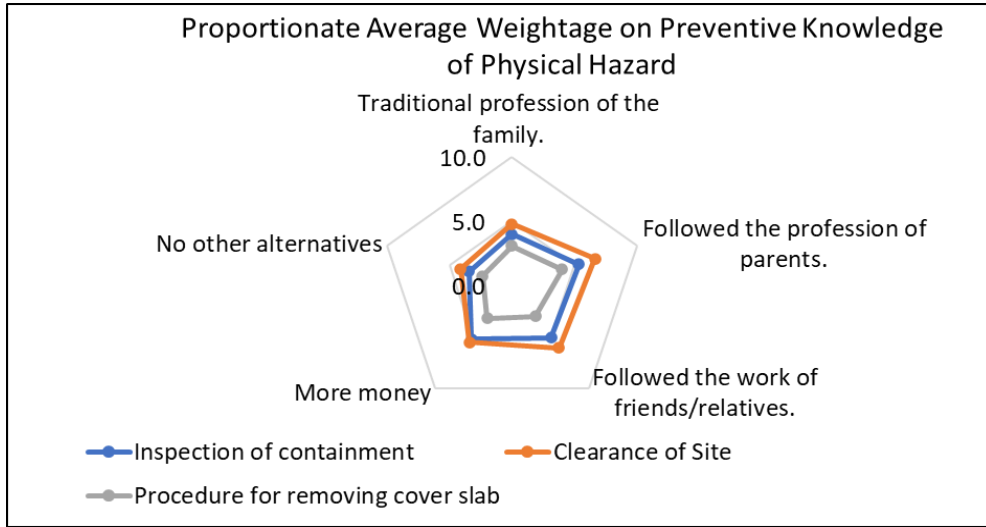 Proportionate Average Weightage on Preventive Knowledge
of Physical Hazard
Traditional profession of the
family.
10.0
5.0
0.0
Followed the profession of
parents.
No other alternatives
More money
Followed the work of
friends/relatives.
Inspection of containment
Clearance of Site
Procedure for removing cover slab